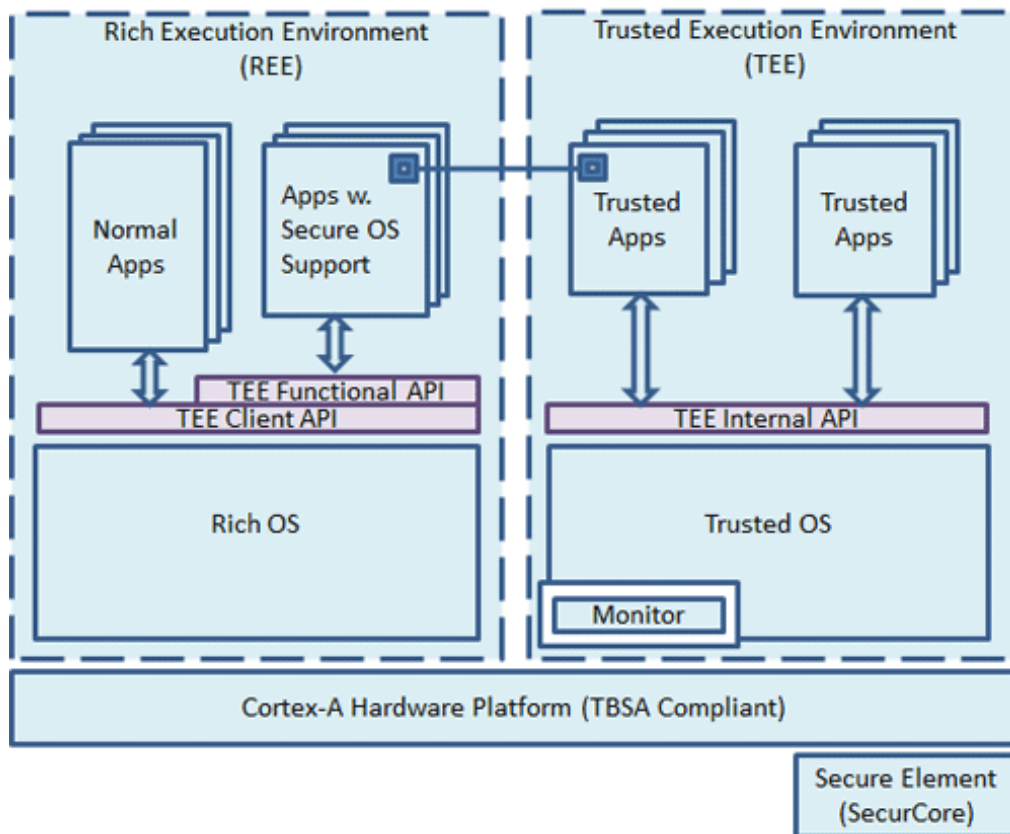 Rich Execution Environment
(REE)
Trusted Execution Environment
(TEE)
Normal
Apps
Apps w.
Secure OS
Support
Trusted
Apps
Trusted
Apps
TEE Functional API
TEE Client API
TEE Internal API
Rich OS
Trusted OS
Monitor
Cortex-A Hardware Platform (TBSA Compliant)
Secure Element
(SecurCore)